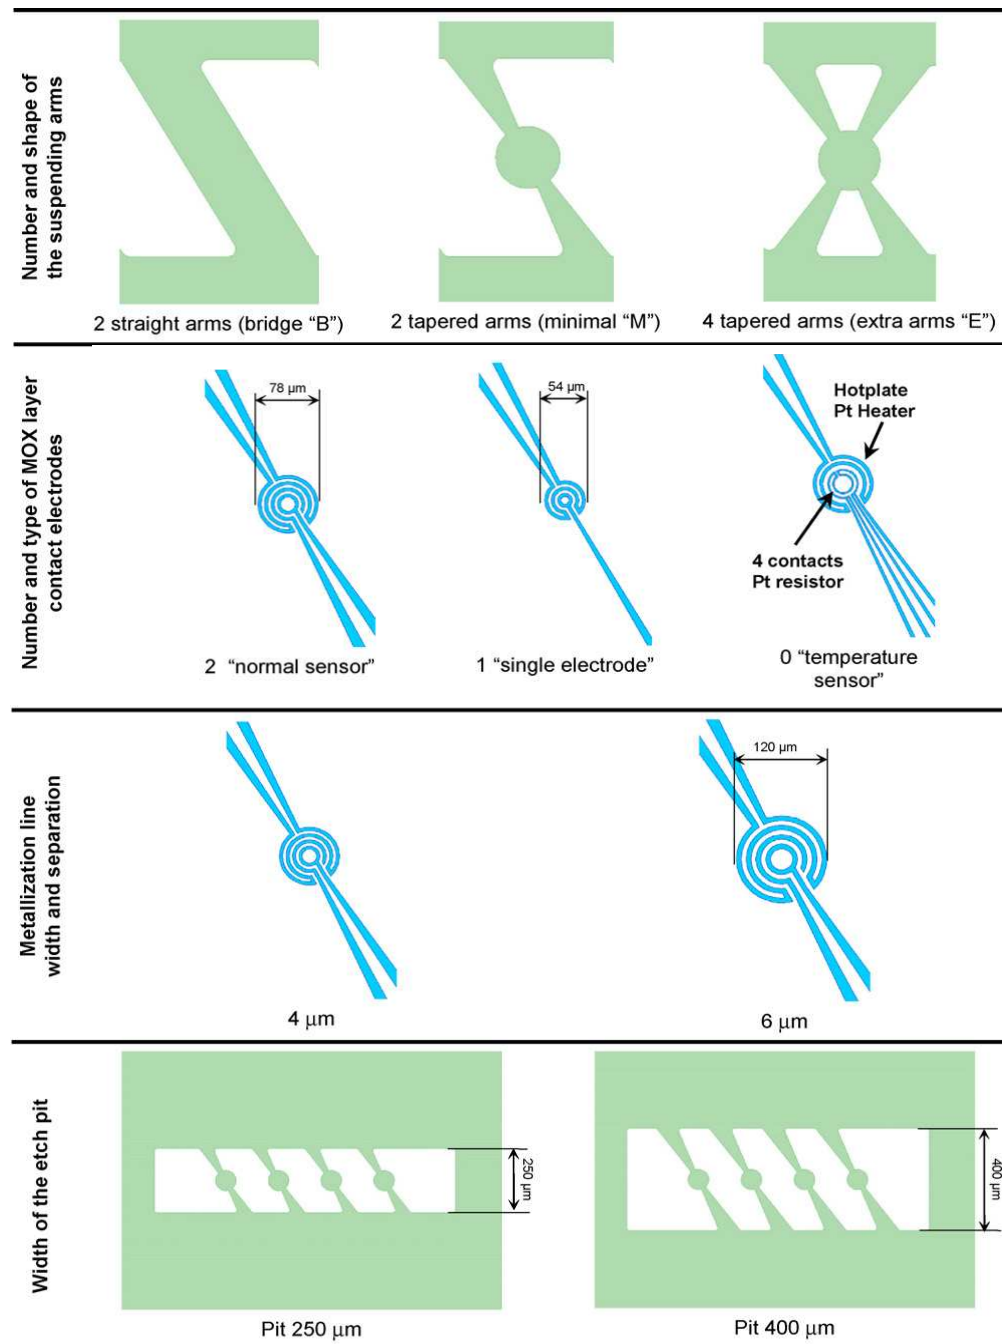 Number and shape of
the suspending arms
2 straight arms (bridge “B”)
2 tapered arms (minimal “M”)
4 tapered arms (extra arms “E”)
Number and type of MOX layer
contact electrodes
78 µm
54 µm
Hotplate
Pt Heater
4 contacts
Pt resistor
2 “normal sensor”
1 “single electrode”
0 “temperature
sensor”
Metallization line
width and separation
120 µm
4 µm
6 µm
Width of the etch pit
250 µm
400 µm
Pit 250 µm
Pit 400 µm